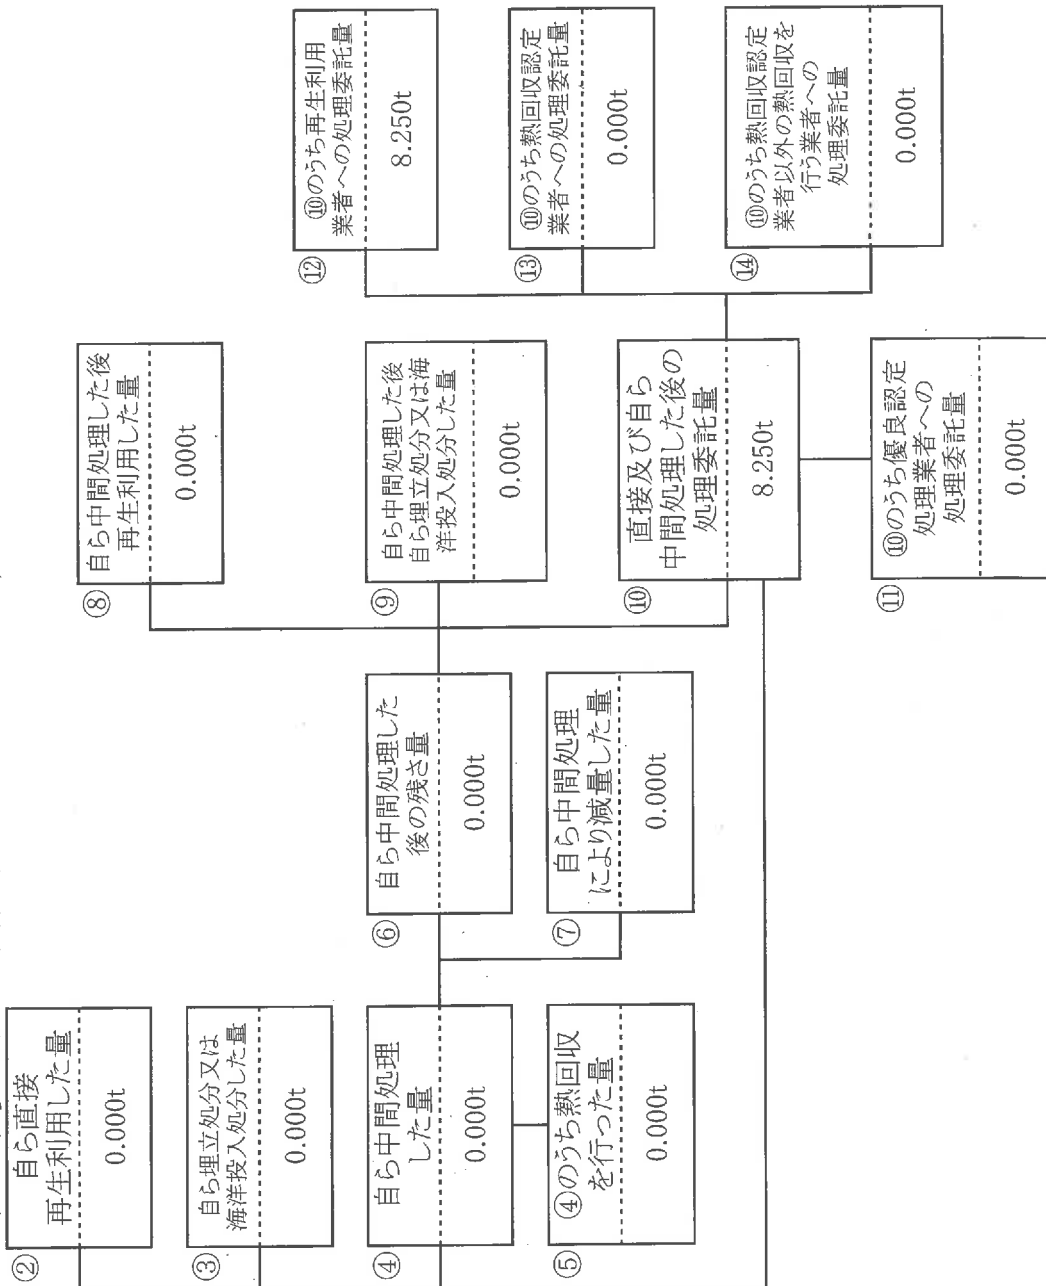 ②
自ら直接
再生利用した量
0.000t
③
自ら埋立処分又は
海洋投入処分した量
0.000t
④
自ら中間処理
した量
0.000t
⑤
④のうち熱回収
を行った量
0.000t
⑥
自ら中間処理した
後の残さ量
0.000t
⑦
自ら中間処理
により減量した量
0.000t
⑧
自ら中間処理した後
再生利用した量
0.000t
⑨
自ら中間処理した後
自ら埋立処分又は海
洋投入処分した量
0.000t
⑩
直接及び自ら
中間処理した後の
処理委託量
8.250t
⑪
⑩のうち優良認定
処理業者への
処理委託量
0.000t
⑫
⑩のうち再生利用
業者への処理委託量
8.250t
⑬
⑩のうち熱回収認定
業者への処理委託量
0.000t
⑭
⑩のうち熱回収認定
業者以外の熱回収を
行う業者への
処理委託量
0.000t